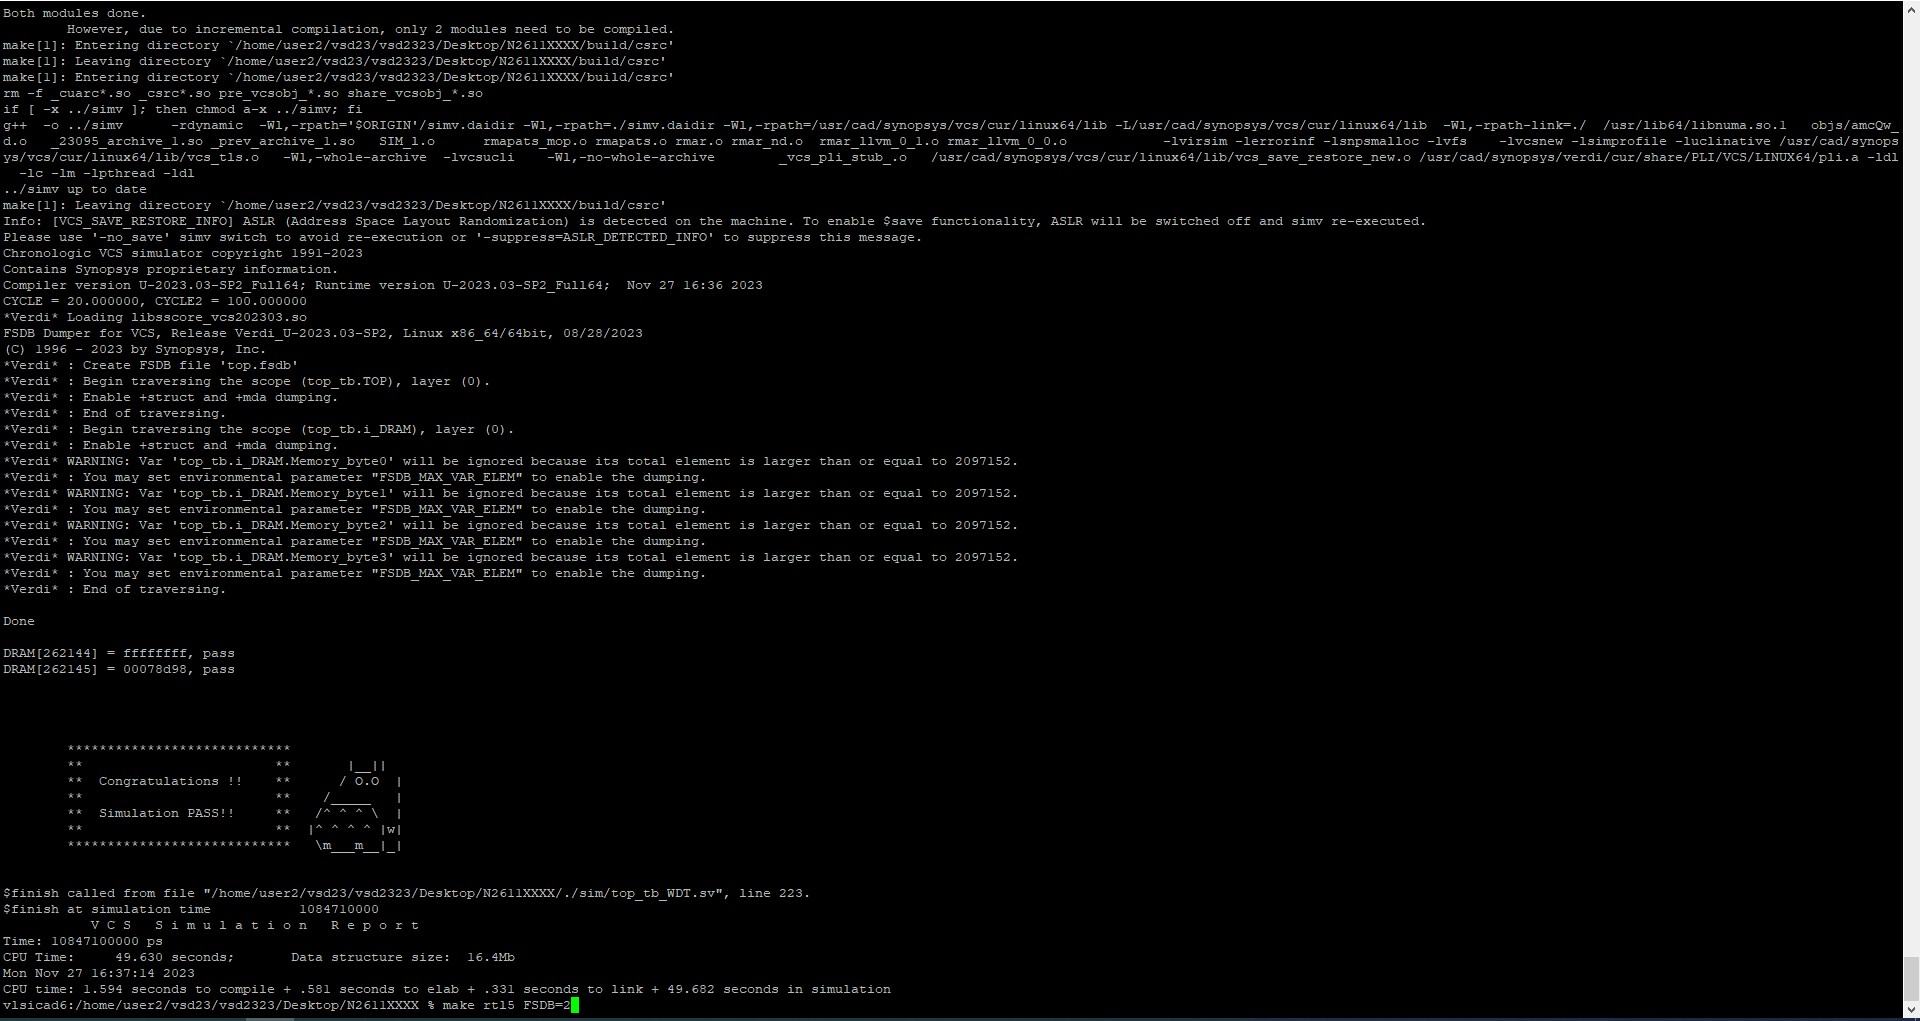 Both modules done.
        However, due to incremental compilation, only 2 modules need to be compiled.
make[1]: Entering directory `/home/user2/vsd23/vsd2323/Desktop/N2611XXXX/build/csrc'
make[1]: Leaving directory `/home/user2/vsd23/vsd2323/Desktop/N2611XXXX/build/csrc'
make[1]: Entering directory `/home/user2/vsd23/vsd2323/Desktop/N2611XXXX/build/csrc'
rm -f _cuarc*.so _csrc*.so pre_vcsobj_*.so share_vcsobj_*.so
if [ -x ../simv ]; then chmod a-x ../simv; fi
g++  -o ../simv      -rdynamic  -Wl,-rpath='$ORIGIN'/simv.daidir -Wl,-rpath=./simv.daidir -Wl,-rpath=/usr/cad/synopsys/vcs/cur/linux64/lib -L/usr/cad/synopsys/vcs/cur/linux64/lib  -Wl,-rpath-link=./  /usr/lib64/libnuma.so.1   objs/amcQw_
d.o   _23095_archive_1.so _prev_archive_1.so   SIM_l.o      rmapats_mop.o rmapats.o rmar.o rmar_nd.o  rmar_llvm_0_1.o rmar_llvm_0_0.o            -lvirsim -lerrorinf -lsnpsmalloc -lvfs    -lvcsnew -lsimprofile -luclinative /usr/cad/synops
ys/vcs/cur/linux64/lib/vcs_tls.o   -Wl,-whole-archive  -lvcsucli    -Wl,-no-whole-archive        _vcs_pli_stub_.o   /usr/cad/synopsys/vcs/cur/linux64/lib/vcs_save_restore_new.o /usr/cad/synopsys/verdi/cur/share/PLI/VCS/LINUX64/pli.a -ldl
  -lc -lm -lpthread -ldl
../simv up to date
make[1]: Leaving directory `/home/user2/vsd23/vsd2323/Desktop/N2611XXXX/build/csrc'
Info: [VCS_SAVE_RESTORE_INFO] ASLR (Address Space Layout Randomization) is detected on the machine. To enable $save functionality, ASLR will be switched off and simv re-executed.
Please use '-no_save' simv switch to avoid re-execution or '-suppress=ASLR_DETECTED_INFO' to suppress this message.
Chronologic VCS simulator copyright 1991-2023
Contains Synopsys proprietary information.
Compiler version U-2023.03-SP2_Full64; Runtime version U-2023.03-SP2_Full64;  Nov 27 16:36 2023
CYCLE = 20.000000, CYCLE2 = 100.000000
*Verdi* Loading libsscore_vcs202303.so
FSDB Dumper for VCS, Release Verdi_U-2023.03-SP2, Linux x86_64/64bit, 08/28/2023
(C) 1996 - 2023 by Synopsys, Inc.
*Verdi* : Create FSDB file 'top.fsdb'
*Verdi* : Begin traversing the scope (top_tb.TOP), layer (0).
*Verdi* : Enable +struct and +mda dumping.
*Verdi* : End of traversing.
*Verdi* : Begin traversing the scope (top_tb.i_DRAM), layer (0).
*Verdi* : Enable +struct and +mda dumping.
*Verdi* WARNING: Var 'top_tb.i_DRAM.Memory_byte0' will be ignored because its total element is larger than or equal to 2097152.
*Verdi* : You may set environmental parameter "FSDB_MAX_VAR_ELEM" to enable the dumping.
*Verdi* WARNING: Var 'top_tb.i_DRAM.Memory_byte1' will be ignored because its total element is larger than or equal to 2097152.
*Verdi* : You may set environmental parameter "FSDB_MAX_VAR_ELEM" to enable the dumping.
*Verdi* WARNING: Var 'top_tb.i_DRAM.Memory_byte2' will be ignored because its total element is larger than or equal to 2097152.
*Verdi* : You may set environmental parameter "FSDB_MAX_VAR_ELEM" to enable the dumping.
*Verdi* WARNING: Var 'top_tb.i_DRAM.Memory_byte3' will be ignored because its total element is larger than or equal to 2097152.
*Verdi* : You may set environmental parameter "FSDB_MAX_VAR_ELEM" to enable the dumping.
*Verdi* : End of traversing.

Done

DRAM[262144] = ffffffff, pass
DRAM[262145] = 00078d98, pass

        ****************************
        **                        **       |__||
        **  Congratulations !!    **      / O.O  |
        **                        **    /_____   |
        **  Simulation PASS!!     **   /^ ^ ^ \  |
        **                        **  |^ ^ ^ ^ |w|
        ****************************   \m___m__|_|

$finish called from file "/home/user2/vsd23/vsd2323/Desktop/N2611XXXX/./sim/top_tb_WDT.sv", line 223.
$finish at simulation time           1084710000
           V C S   S i m u l a t i o n   R e p o r t
Time: 10847100000 ps
CPU Time:     49.630 seconds;       Data structure size:  16.4Mb
Mon Nov 27 16:37:14 2023
CPU time: 1.594 seconds to compile + .581 seconds to elab + .331 seconds to link + 49.682 seconds in simulation
vlsicad6:/home/user2/vsd23/vsd2323/Desktop/N2611XXXX % make rtl5 FSDB=2